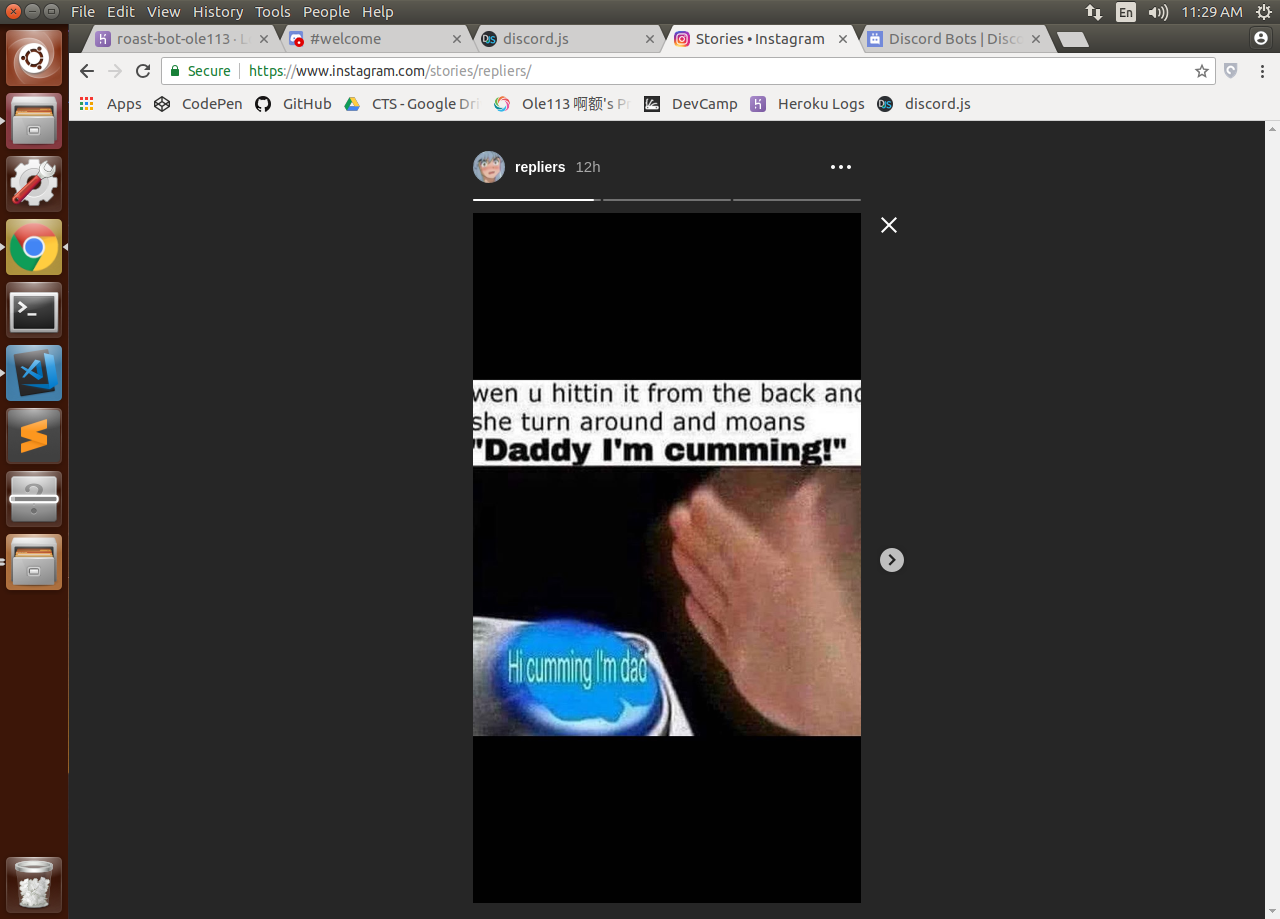 File Edit View History Tools People Help
En 11:29 AM
roast-bot-ole113 · L
#welcome
discord.js
Stories • Instagram
Discord Bots | Disc
Secure https://www.instagram.com/stories/repliers/
Apps CodePen GitHub CTS - Google Dri Ole113 啊额's Pr DevCamp Heroku Logs discord.js
repliers 12h
wen u hittin it from the back and
she turn around and moans
"Daddy I'm cumming!"
Hi cumming I'm dad